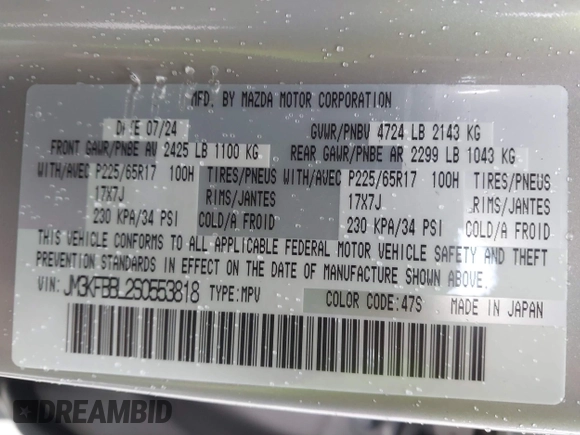 MFD. BY MAZDA MOTOR CORPORATION
DATE 07/24 GVWR/PNBV 4724 LB 2143 KG
FRONT GAWR/PNBE AV 2425 LB 1100 KG REAR GAWR/PNBE AR 2299 LB 1043 KG
WITH/AVEC P225/65R17 100H TIRES/PNEUS WITH/AVEC P225/65R17 100H TIRES/PNEUS
17X7J RIMS/JANTES 17X7J RIMS/JANTES
230 KPA/34 PSI COLD/A FROID 230 KPA/34 PSI COLD/A FROID
THIS VEHICLE CONFORMS TO ALL APPLICABLE FEDERAL MOTOR VEHICLE SAFETY AND THEFT
PREVENTION STANDARDS IN EFFECT ON THE DATE OF MANUFACTURE SHOWN ABOVE.
VIN: JM3KFBBL2S0553818 TYPE:MPV COLOR CODE:47S MADE IN JAPAN
DREAMBID